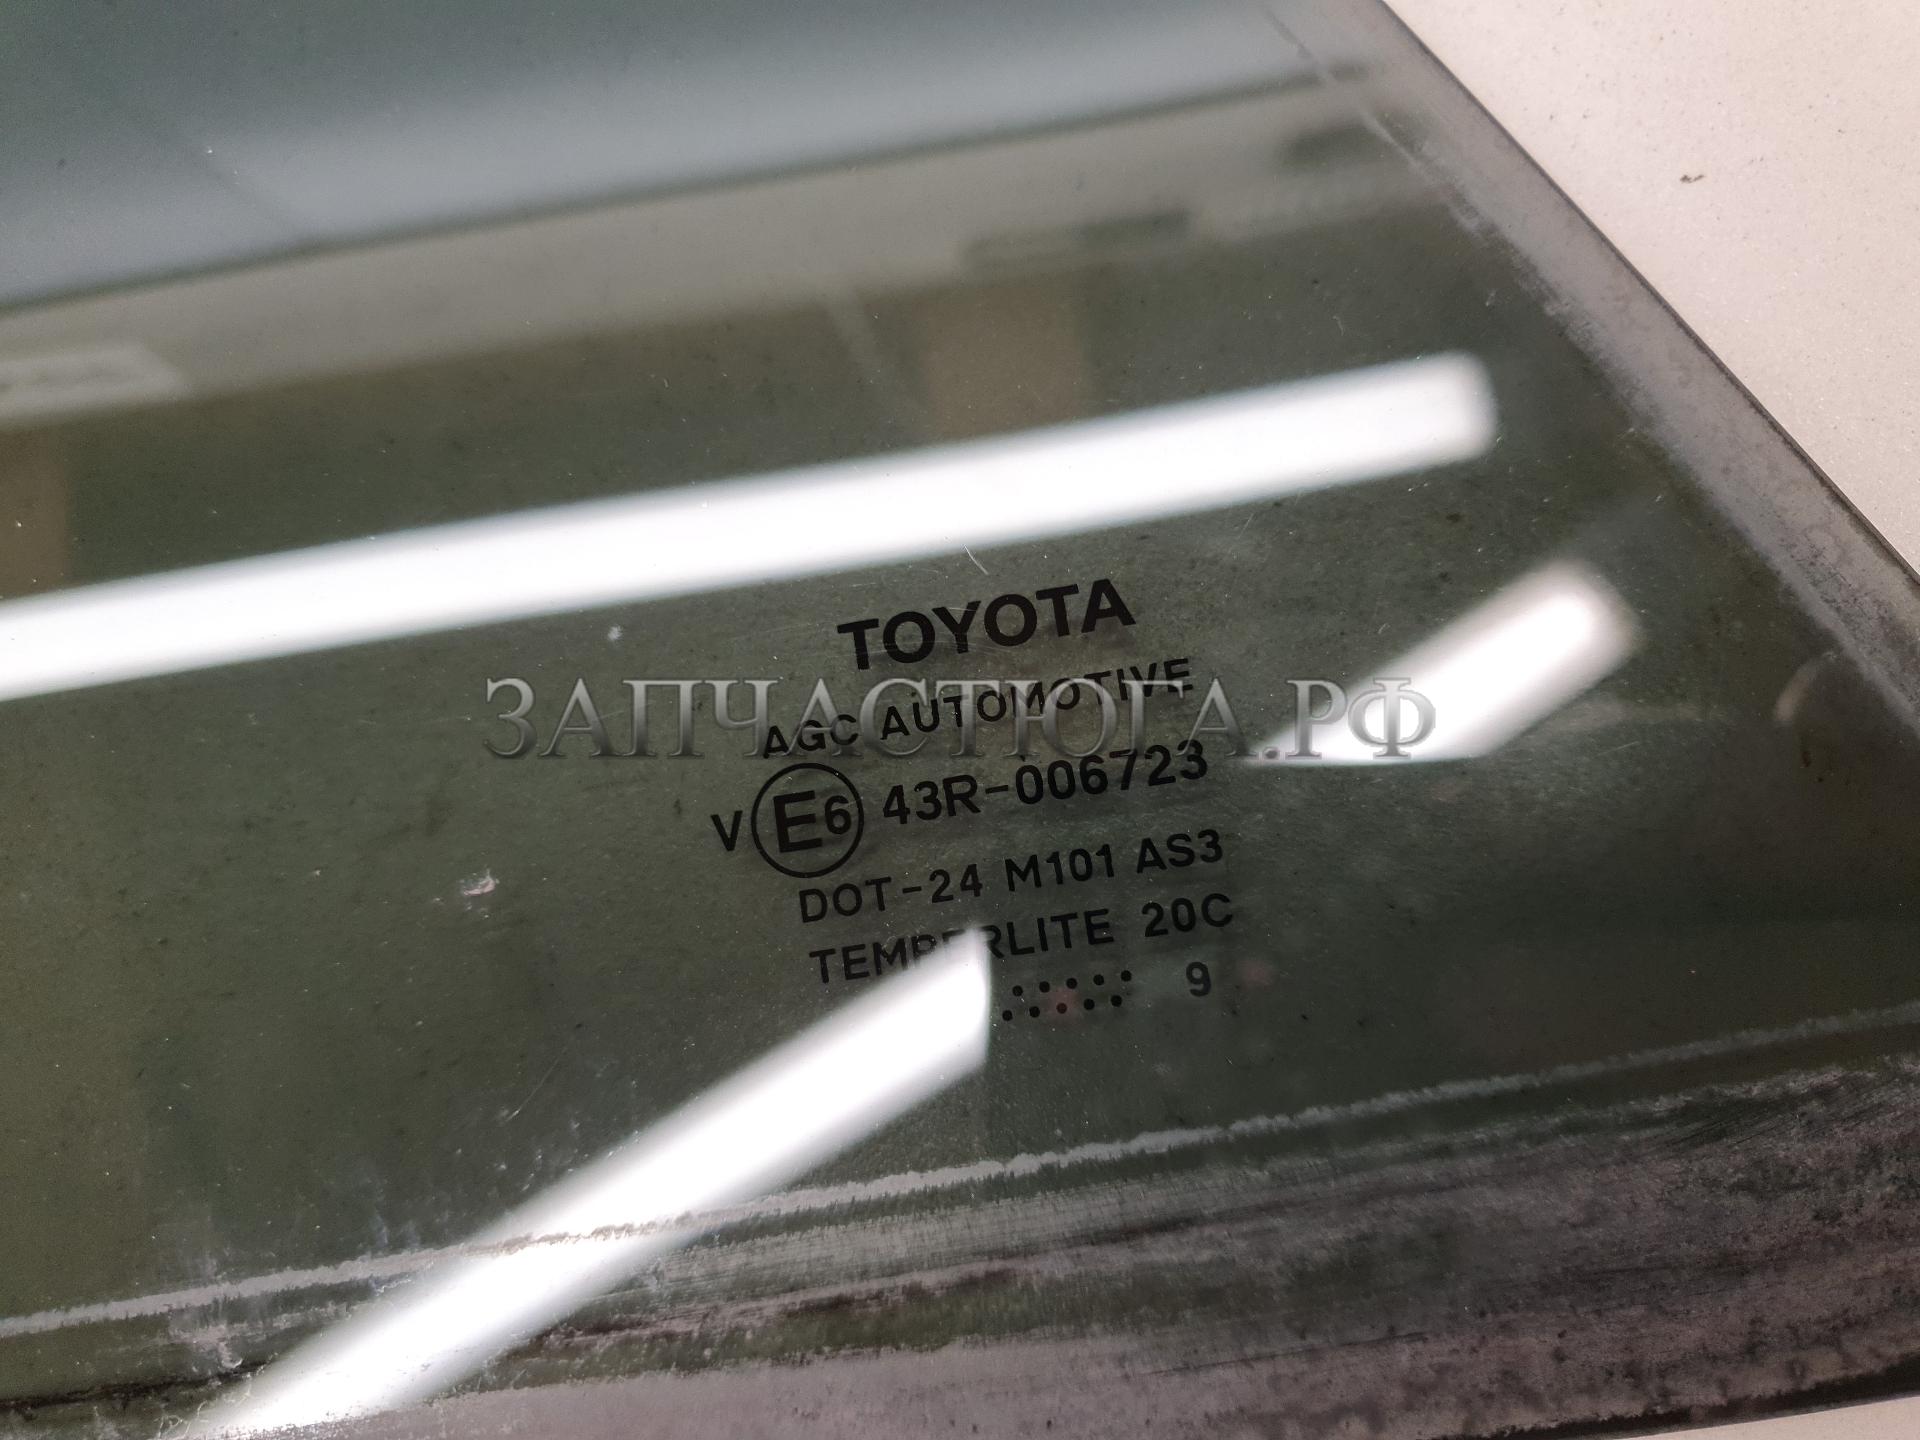 TOYOTA
AGC AUTOMOTIVE
ЗАПЧАСТЮГА.РФ
V E6 43R-006723
DOT-24 M101 AS3
TEMPERLITE 20C
9